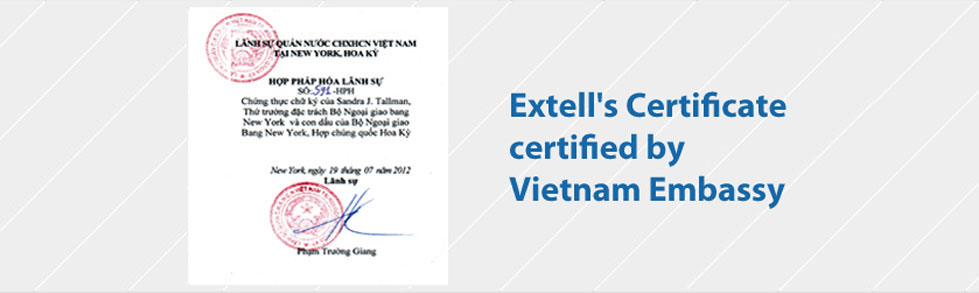 LÃNH SỰ QUÁN NƯỚC CHXHCN VIỆT NAM
TẠI NEW YORK, HOA KỲ
HỢP PHÁP HÓA LÃNH SỰ
SỐ: 591-HPH
Chứng thực chữ ký của Sandra J. Tallman,
Thứ trưởng đặc trách Bộ Ngoại giao bang
New York và con dấu của Bộ Ngoại giao
Bang New York, Hợp chủng quốc Hoa Kỳ
New York, ngày 19 tháng 07 năm 2012
Lãnh sự
Phạm Trường Giang
Extell's Certificate
certified by
Vietnam Embassy